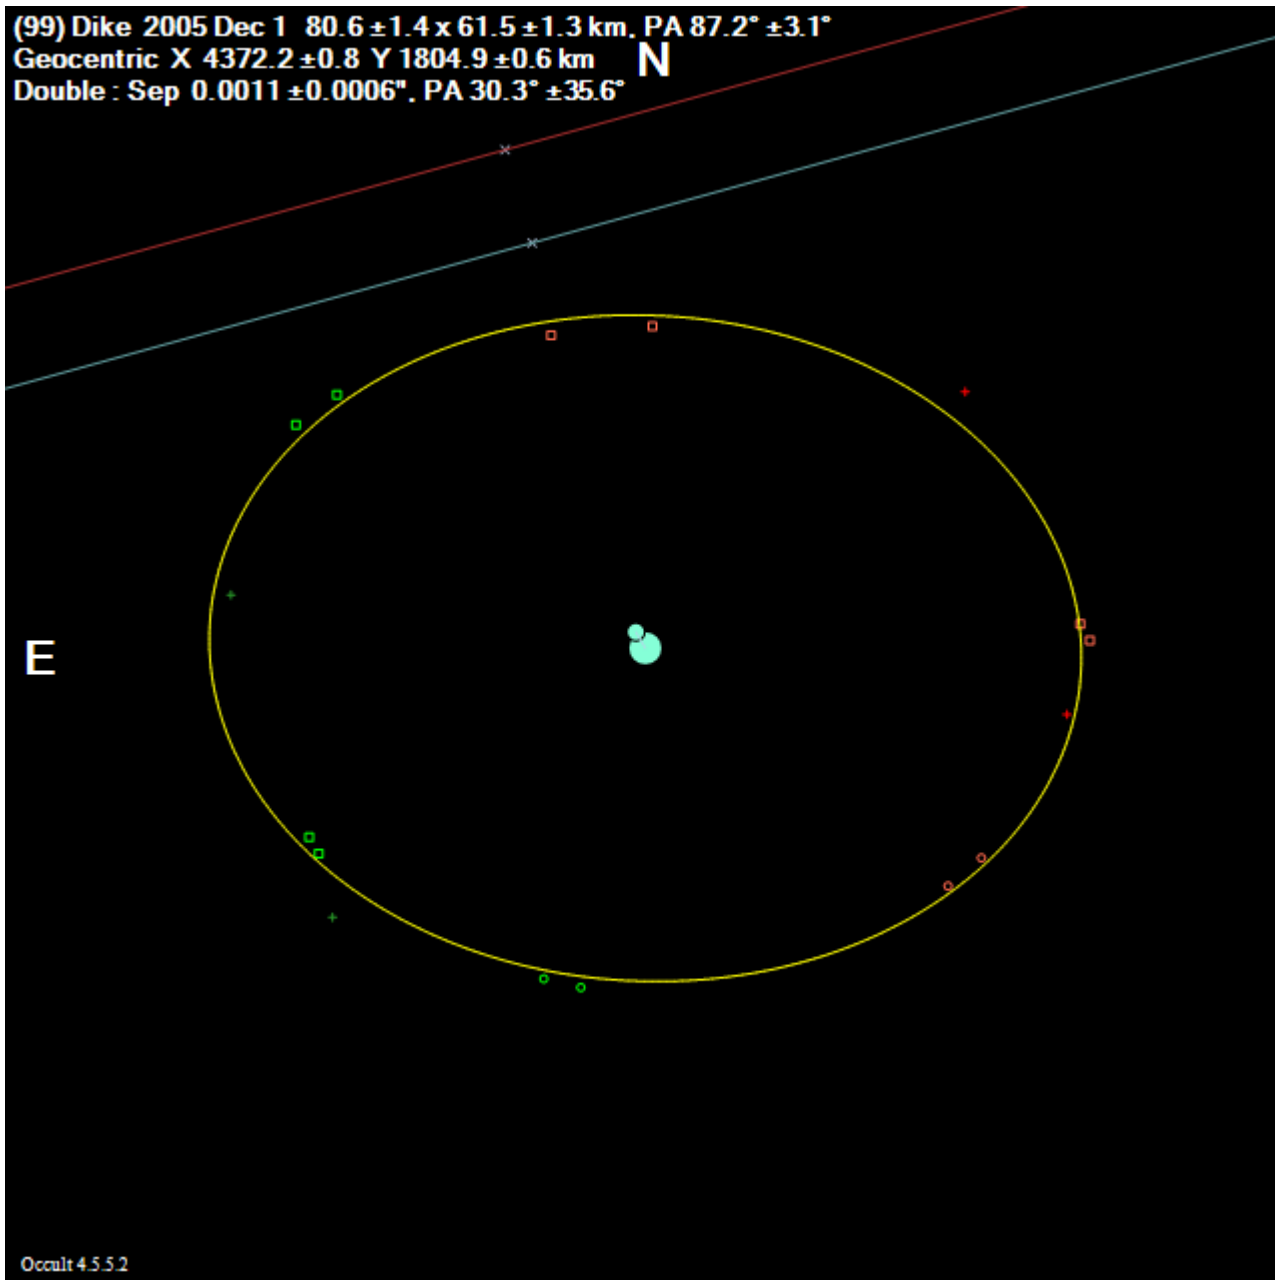 (99) Dike 2005 Dec 1 80.6 ±1.4 x 61.5 ±1.3 km, PA 87.2° ±3.1°
Geocentric X 4372.2 ±0.8 Y 1804.9 ±0.6 km
N
Double : Sep 0.0011 ±0.0006", PA 30.3° ±35.6°
E
Occult 4.5.5.2